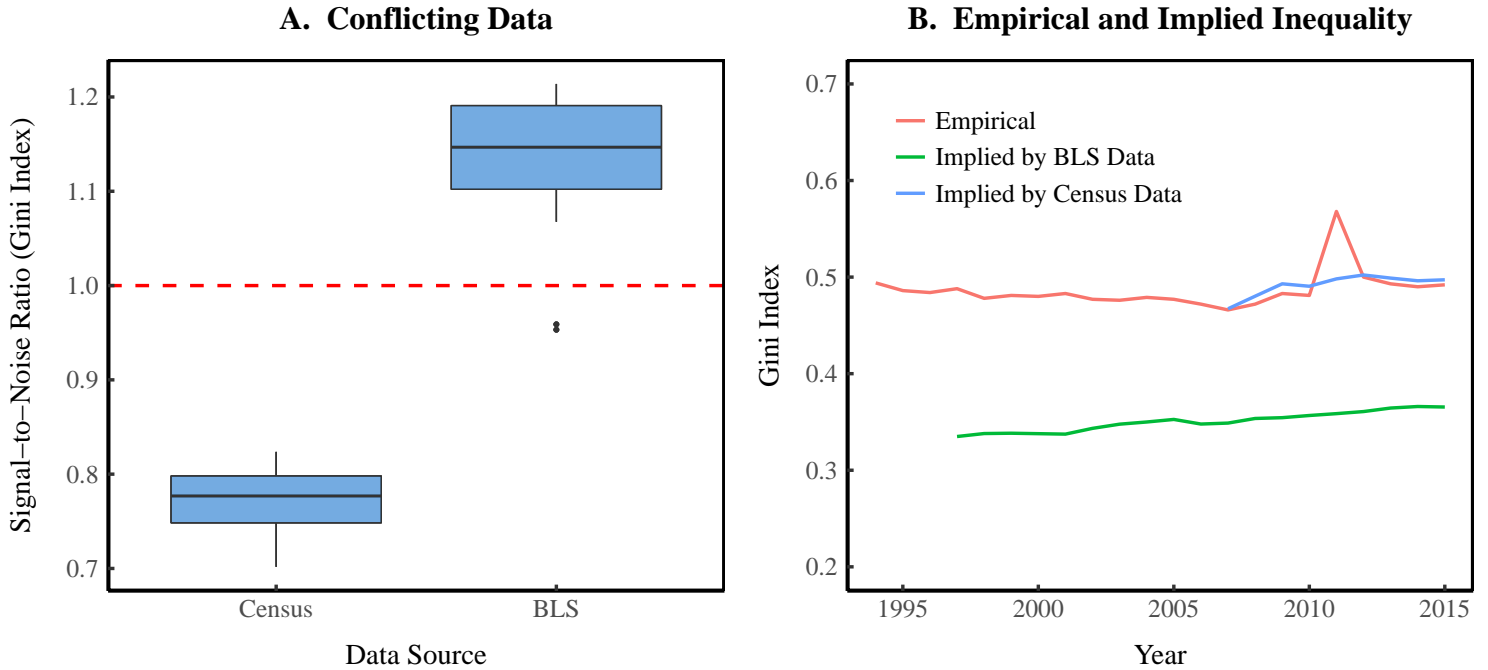 A. Conflicting Data
Signal−to−Noise Ratio (Gini Index)
1.2
1.1
1.0
0.9
0.8
0.7
Census
BLS
Data Source
B. Empirical and Implied Inequality
Gini Index
0.7
0.6
0.5
0.4
0.3
0.2
Empirical
Implied by BLS Data
Implied by Census Data
1995
2000
2005
2010
2015
Year